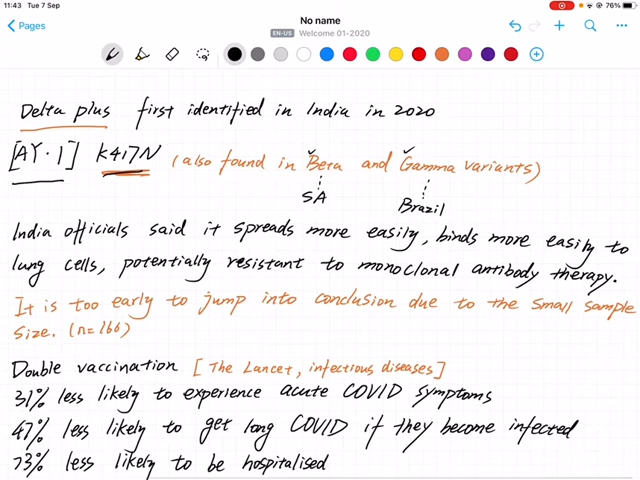 11:43 Tue 7 Sep
76%
Pages
No name
EN-US Welcome 01-2020
Delta plus first identified in India in 2020
[AY.1] K417N (also found in Beta and Gamma variants)
SA
Brazil
India officials said it spreads more easily, binds more easily to
lung cells, potentially resistant to monoclonal antibody therapy.
It is too early to jump into conclusion due to the small sample
size. (n=166)
Double vaccination [The Lancet, infectious diseases]
31% less likely to experience acute COVID symptoms
47% less likely to get long COVID if they become infected
73% less likely to be hospitalised